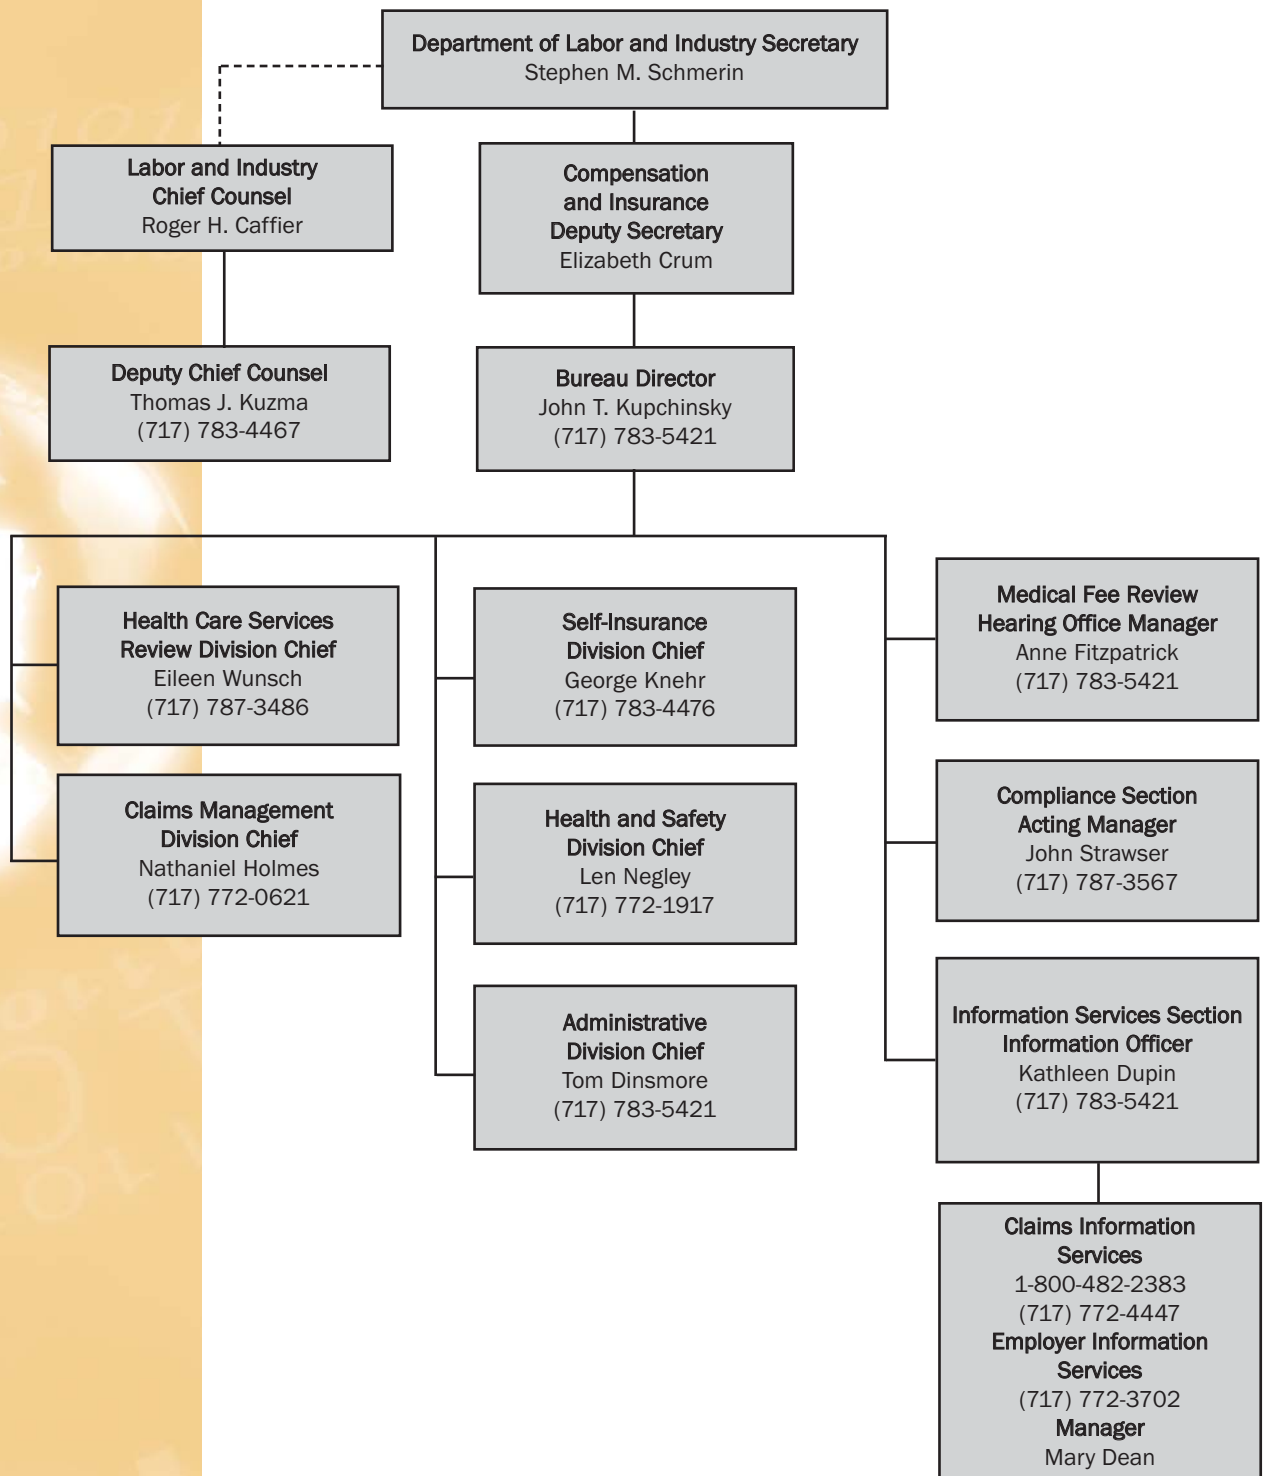 Department of Labor and Industry Secretary
Stephen M. Schmerin
Labor and Industry
Chief Counsel
Roger H. Caffier
Compensation
and Insurance
Deputy Secretary
Elizabeth Crum
Deputy Chief Counsel
Thomas J. Kuzma
(717) 783-4467
Bureau Director
John T. Kupchinsky
(717) 783-5421
Health Care Services
Review Division Chief
Eileen Wunsch
(717) 787-3486
Claims Management
Division Chief
Nathaniel Holmes
(717) 772-0621
Self-Insurance
Division Chief
George Knehr
(717) 783-4476
Health and Safety
Division Chief
Len Negley
(717) 772-1917
Administrative
Division Chief
Tom Dinsmore
(717) 783-5421
Medical Fee Review
Hearing Office Manager
Anne Fitzpatrick
(717) 783-5421
Compliance Section
Acting Manager
John Strawser
(717) 787-3567
Information Services Section
Information Officer
Kathleen Dupin
(717) 783-5421
Claims Information
Services
1-800-482-2383
(717) 772-4447
Employer Information
Services
(717) 772-3702
Manager
Mary Dean